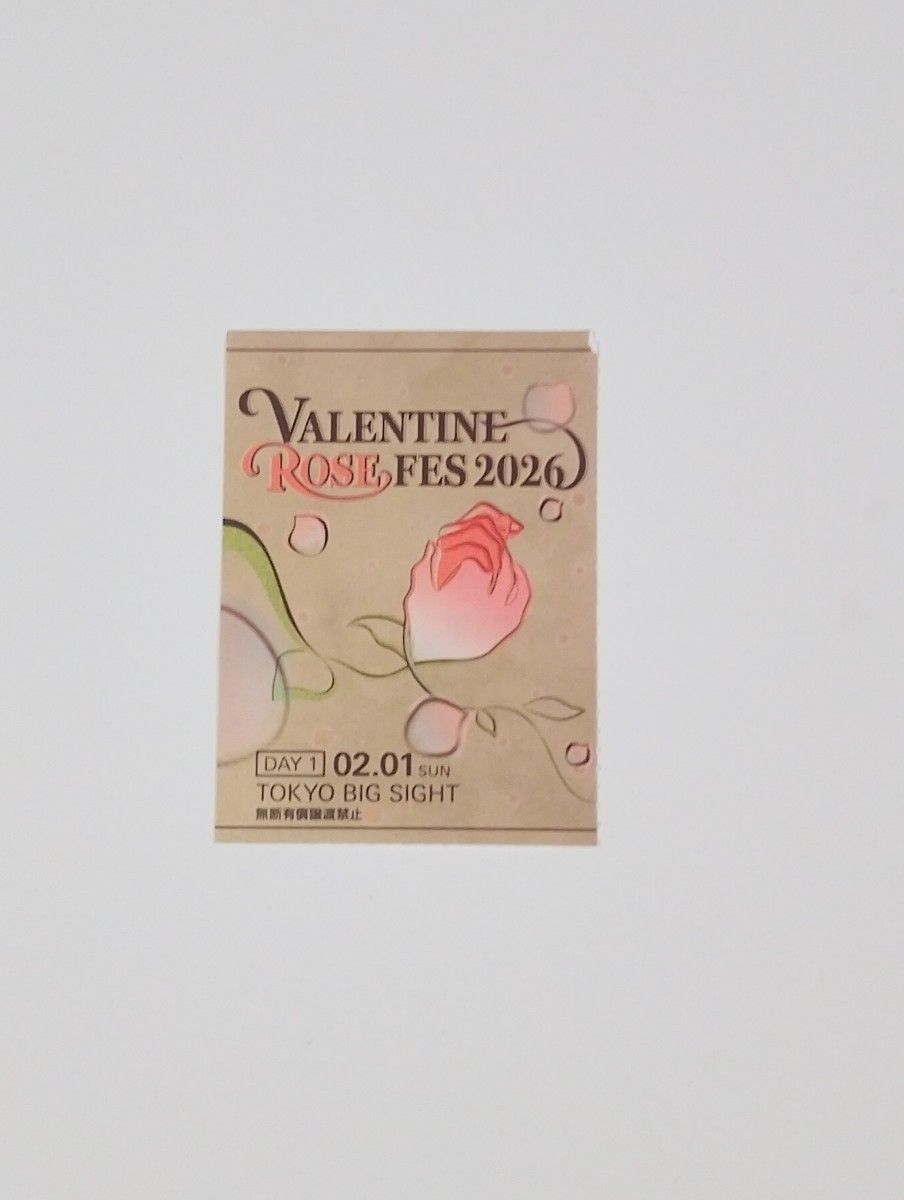 VALENTINE
ROSE FES 2026
DAY 1 02.01 SUN
TOKYO BIG SIGHT
無断有償譲渡禁止